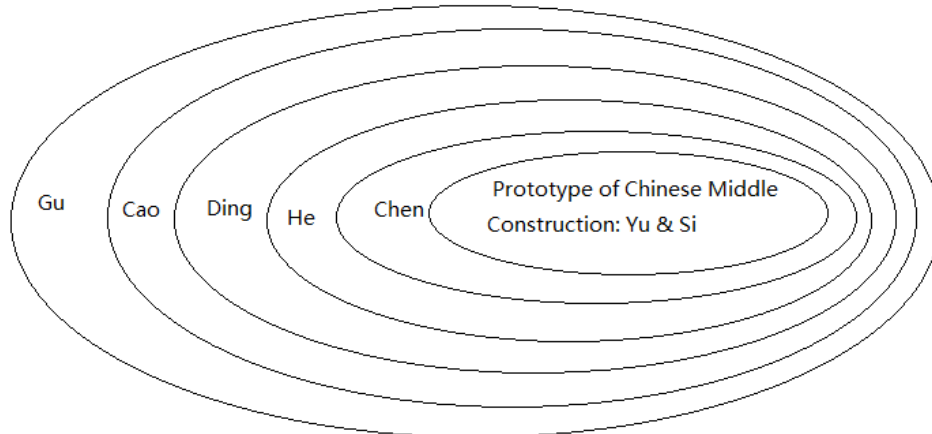 Gu
Cao
Ding
He
Chen
Prototype of Chinese Middle
Construction: Yu & Si